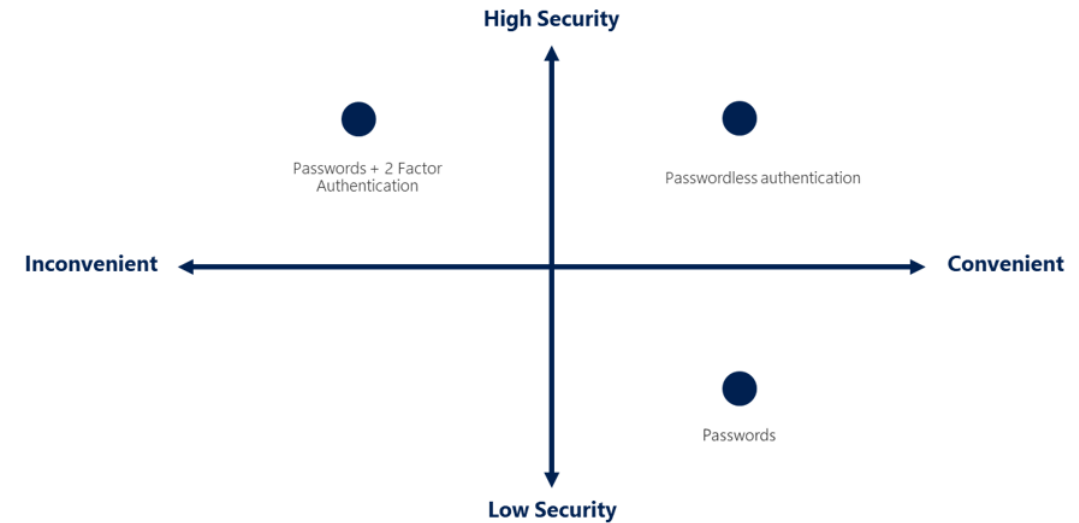 High Security
Passwords + 2 Factor
Authentication
Passwordless authentication
Inconvenient
Convenient
Passwords
Low Security